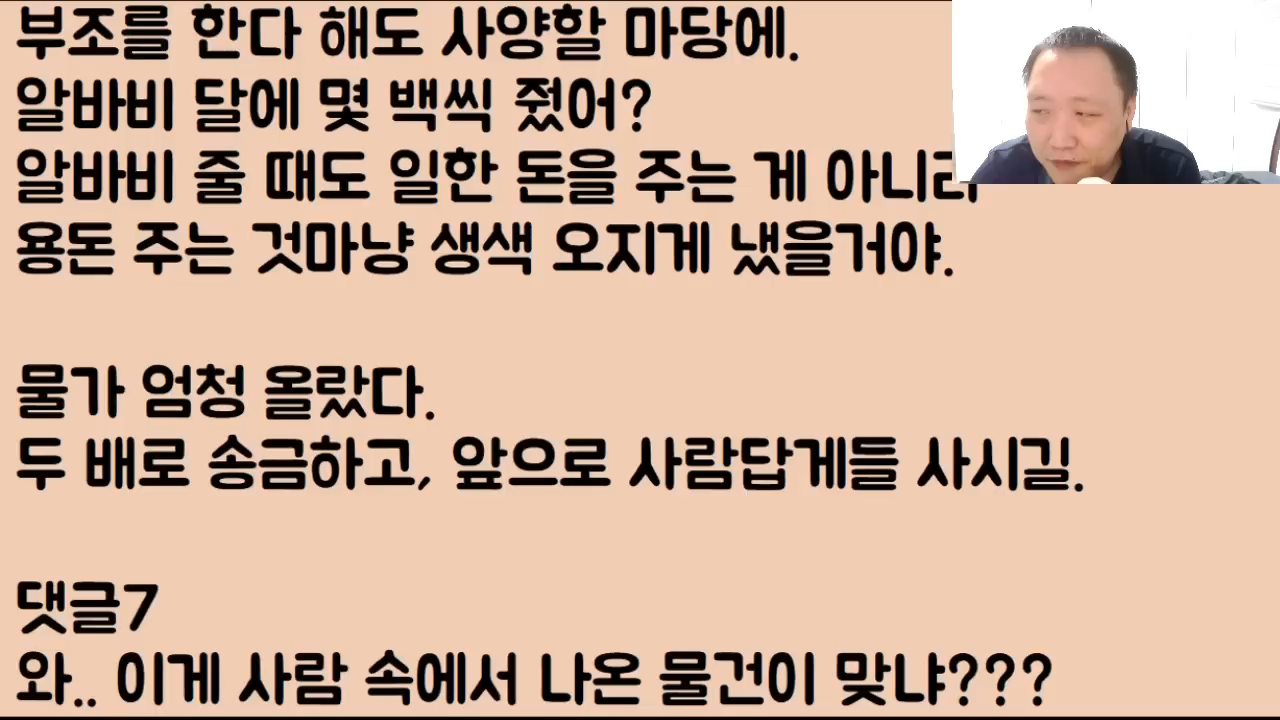 부조를 한다 해도 사양할 마당에.
알바비 달에 몇 백씩 줬어?
알바비 줄 때도 일한 돈을 주는 게 아니라
용돈 주는 것마냥 생색 오지게 냈을거야.
물가 엄청 올랐다.
두 배로 송금하고, 앞으로 사람답게들 사시길.
댓글7
와.. 이게 사람 속에서 나온 물건이 맞냐???